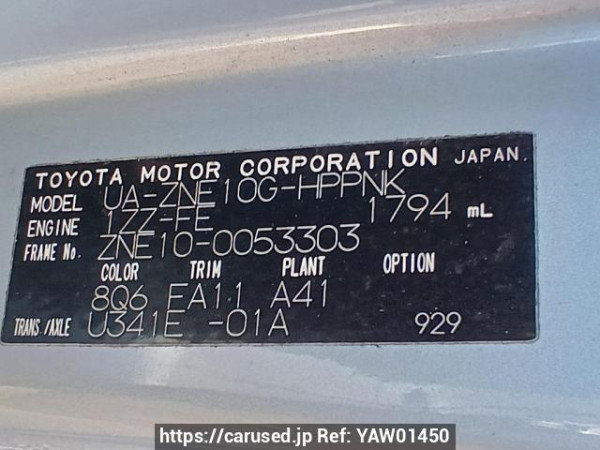 TOYOTA MOTOR CORPORATION JAPAN.
MODEL UA-ZNE10G-HPPNK
ENGINE 1ZZ-FE 1794 mL
FRAME No. ZNE10-0053303
COLOR TRIM PLANT OPTION
8Q6 EA11 A41
TRANS./AXLE U341E -01A 929
https://carused.jp Ref: YAW01450